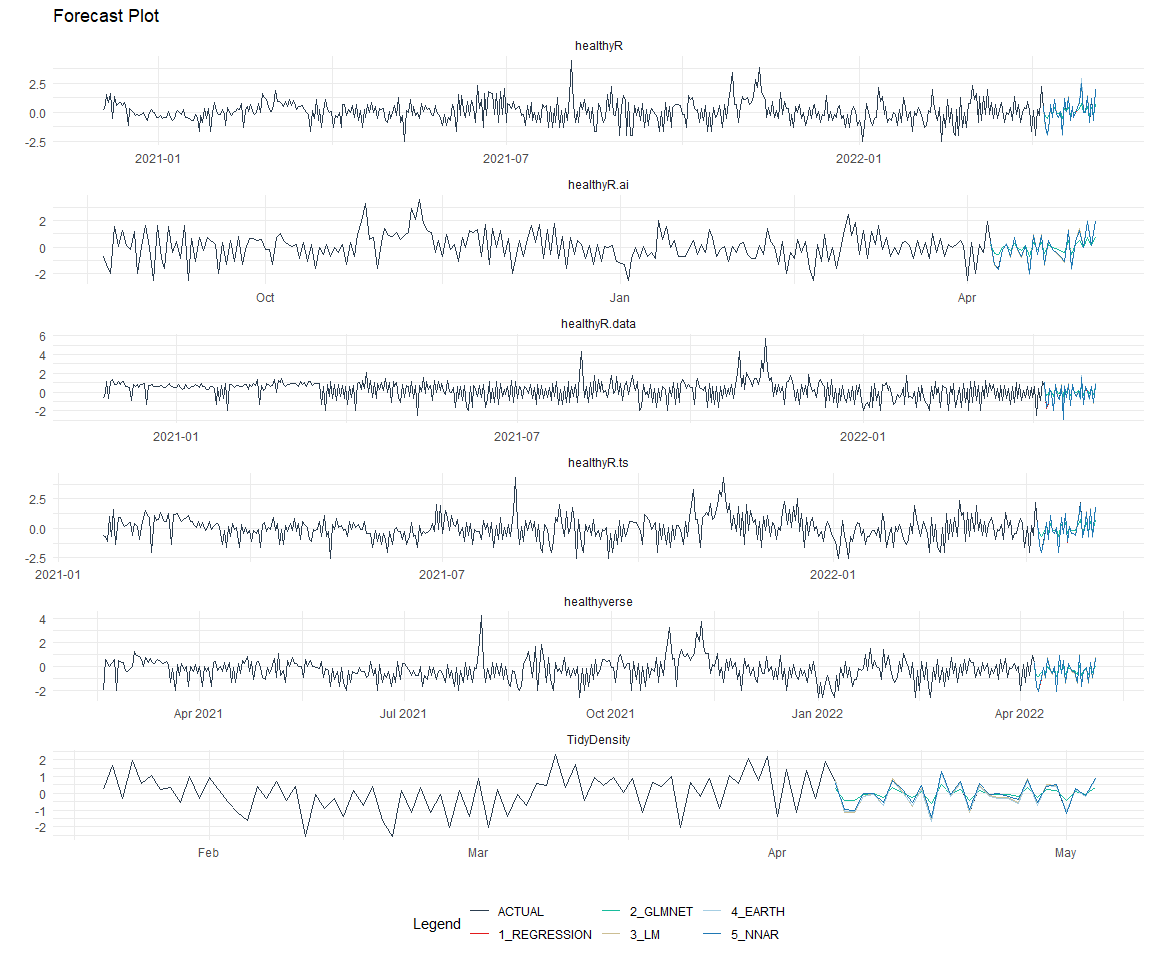 Forecast Plot
healthyR
2.5
0.0
-2.5
2021-01 2021-07 2022-01
healthyR.ai
2
0
-2
Oct Jan Apr
healthyR.data
6
4
2
0
-2
2021-01 2021-07 2022-01
healthyR.ts
2.5
0.0
-2.5
2021-01 2021-07 2022-01
healthyverse
4
2
0
-2
Apr 2021 Jul 2021 Oct 2021 Jan 2022 Apr 2022
TidyDensity
2
1
0
-1
-2
Feb Mar Apr May
Legend
ACTUAL 2_GLMNET 4_EARTH
1_REGRESSION 3_LM 5_NNAR